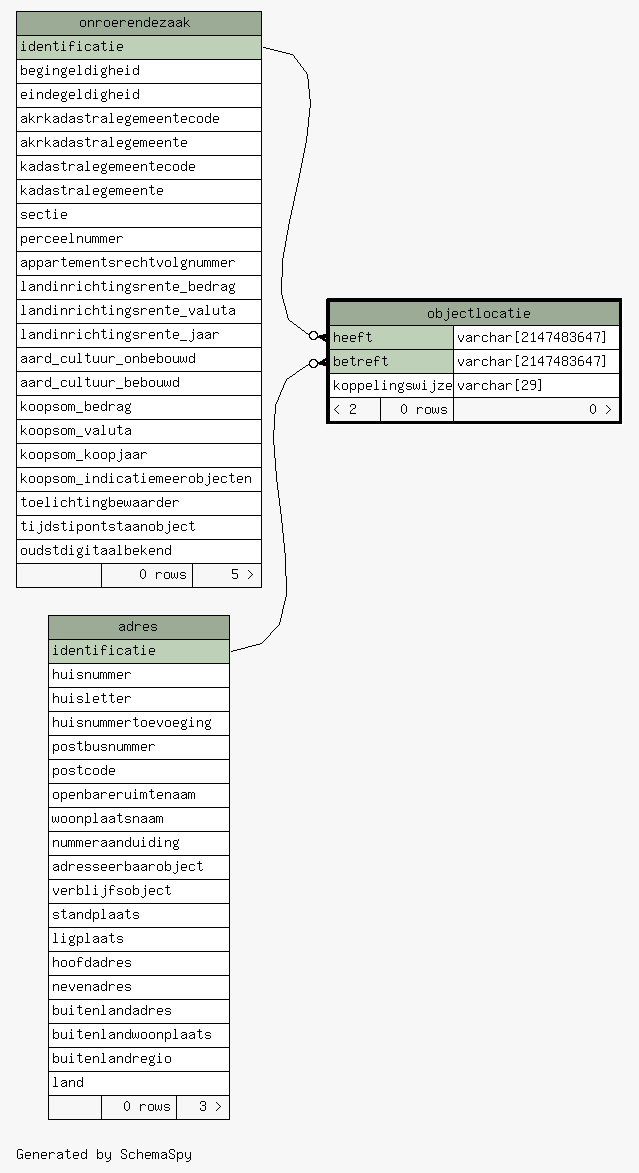 onroerendezaak
identificatie
begingeldigheid
eindegeldigheid
akrkadastralegemeentecode
akrkadastralegemeente
kadastralegemeentecode
kadastralegemeente
sectie
perceelnummer
appartementsrechtvolgnummer
landinrichtingsrente_bedrag
landinrichtingsrente_valuta
landinrichtingsrente_jaar
aard_cultuur_onbebouwd
aard_cultuur_bebouwd
koopsom_bedrag
koopsom_valuta
koopsom_koopjaar
koopsom_indicatiemeerobjecten
toelichtingbewaarder
tijdstipontstaanobject
oudstdigitaalbekend
0 rows 5 >
objectlocatie
heeft varchar[2147483647]
betreft varchar[2147483647]
koppelingswijze varchar[29]
< 2 0 rows 0 >
adres
identificatie
huisnummer
huisletter
huisnummertoevoeging
postbusnummer
postcode
openbareruimtenaam
woonplaatsnaam
nummeraanduiding
adresseerbaarobject
verblijfsobject
standplaats
ligplaats
hoofdadres
nevenadres
buitenlandadres
buitenlandwoonplaats
buitenlandregio
land
0 rows 3 >
Generated by SchemaSpy